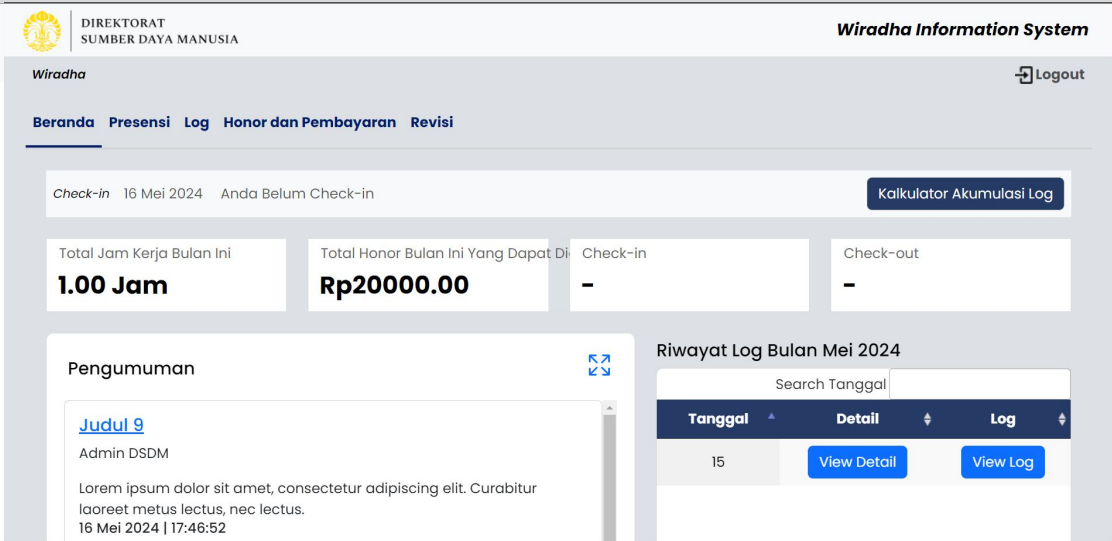 DIREKTORAT
SUMBER DAYA MANUSIA
Wiradha Information System
Wiradha
Logout
Beranda Presensi Log Honor dan Pembayaran Revisi
Check-in 16 Mei 2024 Anda Belum Check-in
Kalkulator Akumulasi Log
Total Jam Kerja Bulan Ini
1.00 Jam
Total Honor Bulan Ini Yang Dapat Di
Rp20000.00
Check-in
-
Check-out
-
Pengumuman
Judul 9
Admin DSDM
Lorem ipsum dolor sit amet, consectetur adipiscing elit. Curabitur
laoreet metus lectus, nec lectus.
16 Mei 2024 | 17:46:52
Riwayat Log Bulan Mei 2024
Search Tanggal
Tanggal Detail Log
15 View Detail View Log